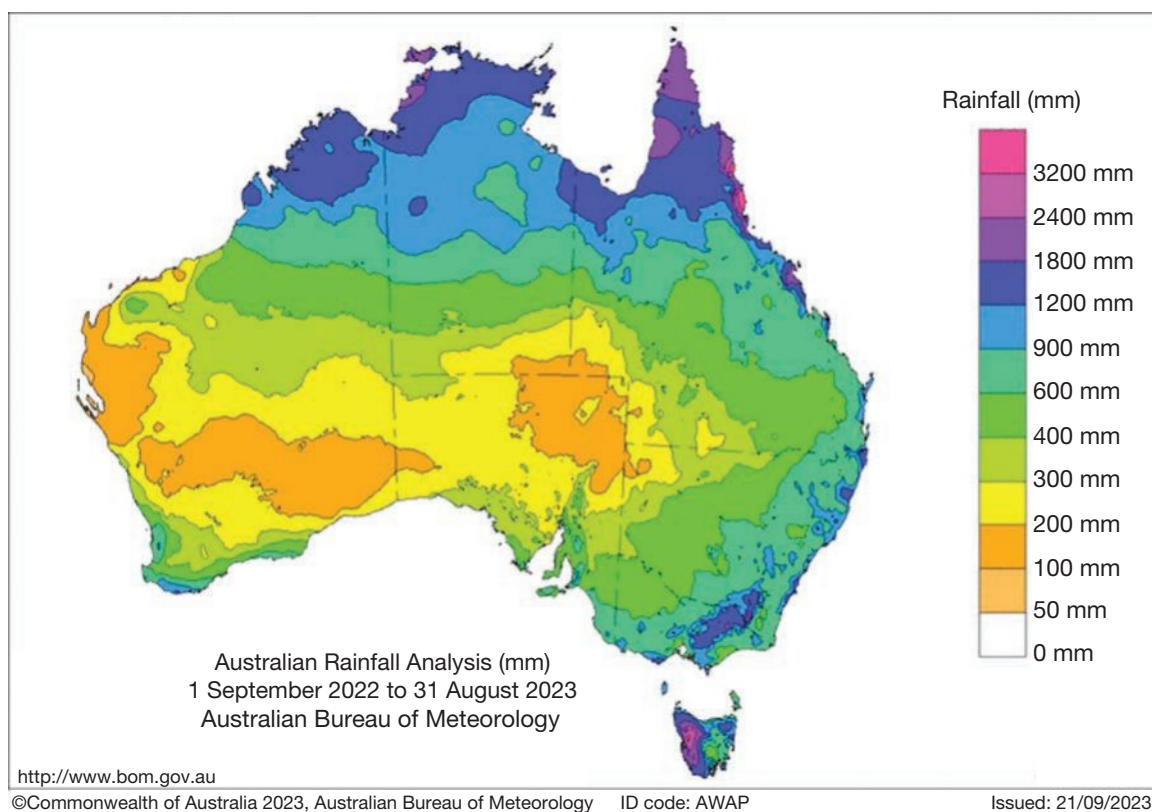 Rainfall (mm)
3200 mm
2400 mm
1800 mm
1200 mm
900 mm
600 mm
400 mm
300 mm
200 mm
100 mm
50 mm
0 mm
Australian Rainfall Analysis (mm)
1 September 2022 to 31 August 2023
Australian Bureau of Meteorology
http://www.bom.gov.au
©Commonwealth of Australia 2023, Australian Bureau of Meteorology ID code: AWAP Issued: 21/09/2023